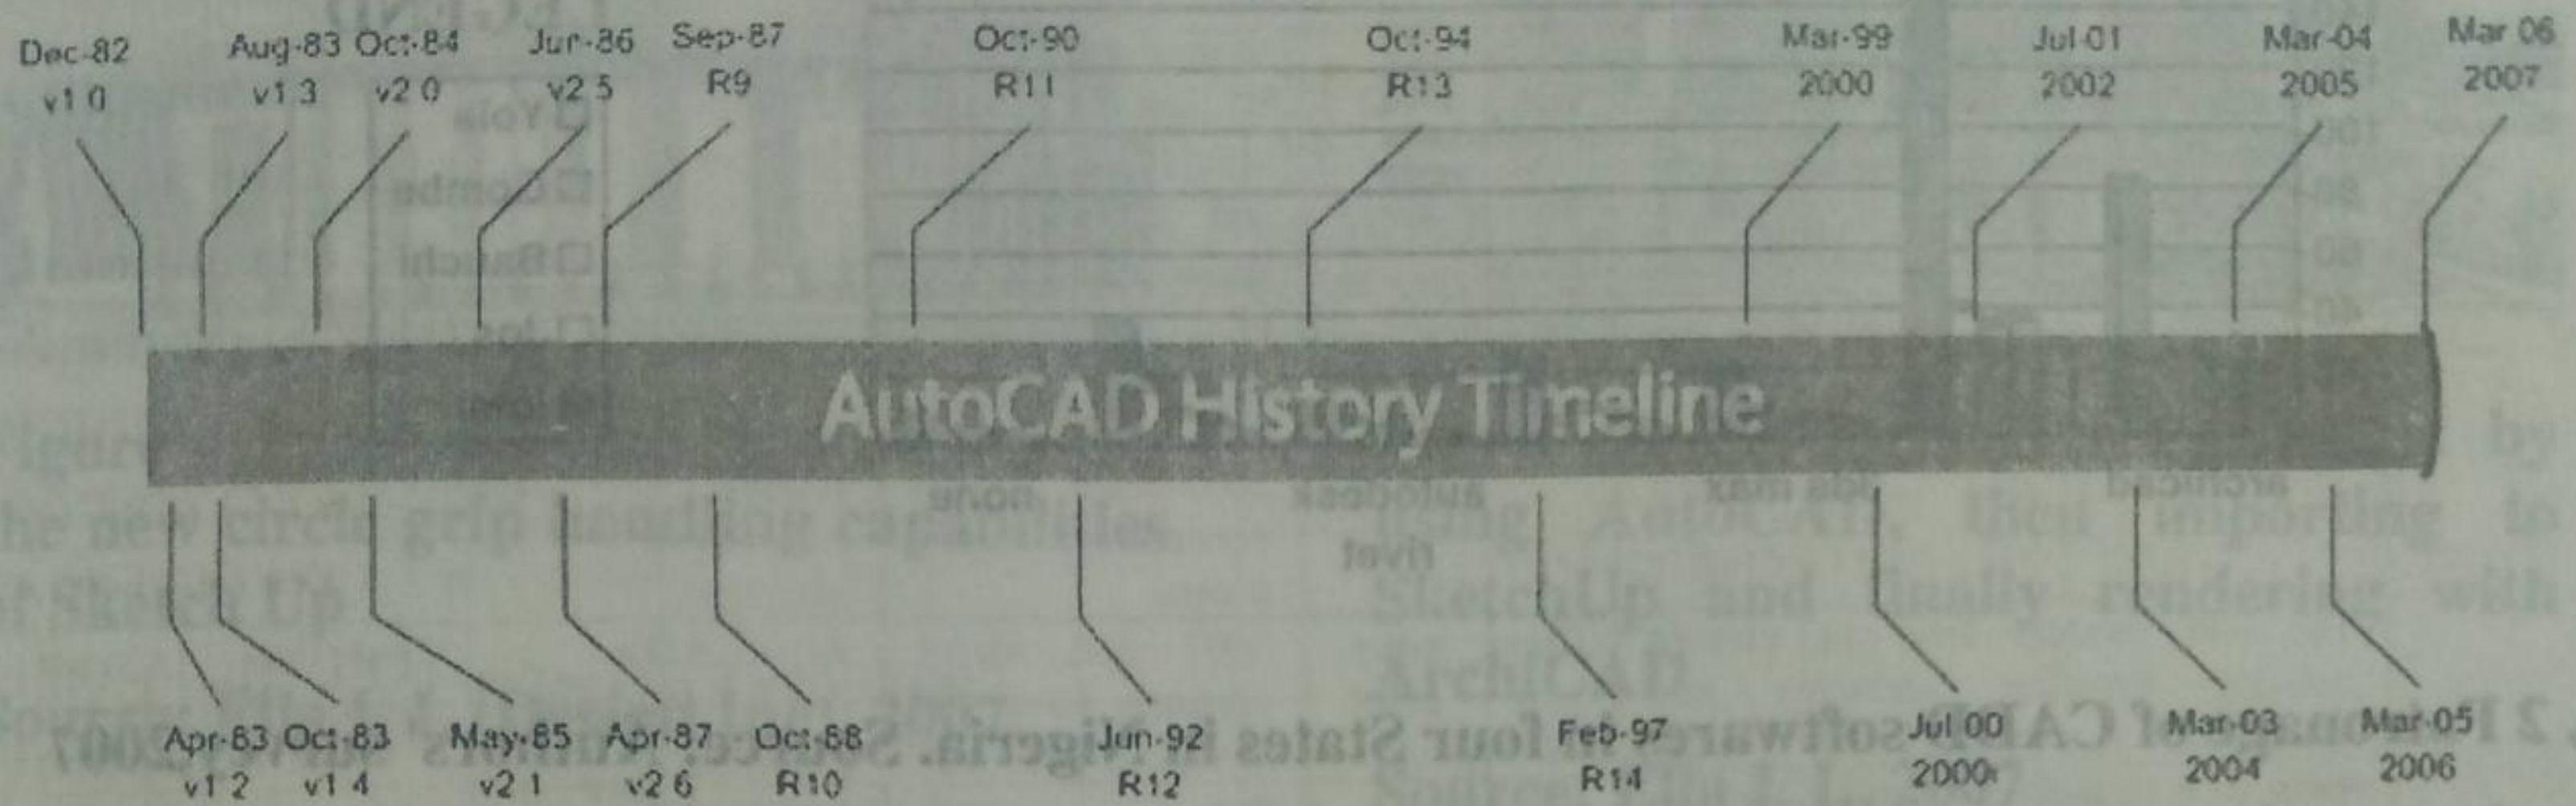 Dec-82 Aug-83 Oct-84 Jun-86 Sep-87 Oct-90 Oct-94 Mar-99 Jul-01 Mar-04 Mar 06
v1 0 v1 3 v2 0 v2 5 R9 R11 R13 2000 2002 2005 2007
AutoCAD History Timeline
Apr-83 Oct-83 May-85 Apr-87 Oct-88 Jun-92 Feb-97 Jul 00 Mar-03 Mar-05
v1 2 v1 4 v2 1 v2 6 R10 R12 R14 2000i 2004 2006